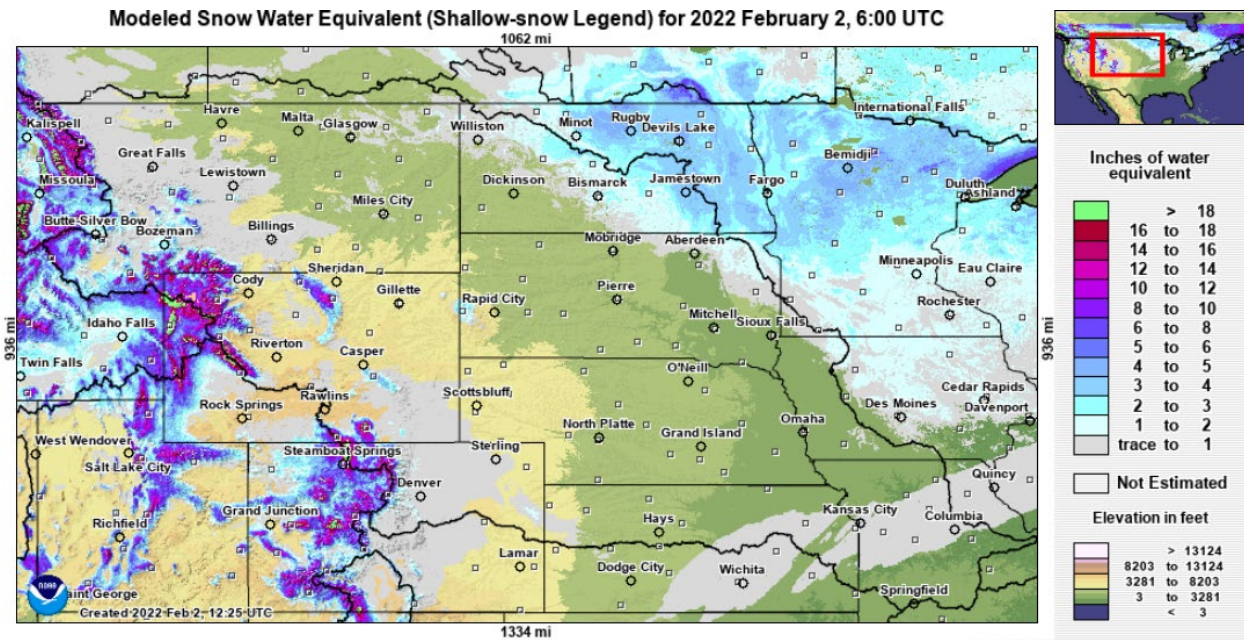 Modeled Snow Water Equivalent (Shallow-snow Legend) for 2022 February 2, 6:00 UTC
1062 mi
Kalispell
Havre
Malta
Glasgow
Williston
Minot
Rugby
Devils Lake
International Falls
Great Falls
Bemidji
Missoula
Lewistown
Dickinson
Bismarck
Jamestown
Fargo
Duluth
Ashland
Miles City
Butte-Silver Bow
Bozeman
Billings
Mobridge
Aberdeen
Minneapolis
Eau Claire
Cody
Sheridan
Gillette
Rapid City
Pierre
Rochester
Idaho Falls
Mitchell
Sioux Falls
936 mi
936 mi
Twin Falls
Riverton
Casper
O'Neill
Cedar Rapids
Rock Springs
Rawlins
Scottsbluff
Des Moines
Davenport
North Platte
Grand Island
Omaha
West Wendover
Salt Lake City
Steamboat Springs
Sterling
Quincy
Denver
Richfield
Grand Junction
Hays
Kansas City
Columbia
Lamar
Dodge City
Wichita
Springfield
noaa
aint George
Created 2022 Feb 2, 12:25 UTC
1334 mi
Inches of water
equivalent
> 18
16 to 18
14 to 16
12 to 14
10 to 12
8 to 10
6 to 8
5 to 6
4 to 5
3 to 4
2 to 3
1 to 2
trace to 1
Not Estimated
Elevation in feet
> 13124
8203 to 13124
3281 to 8203
3 to 3281
< 3